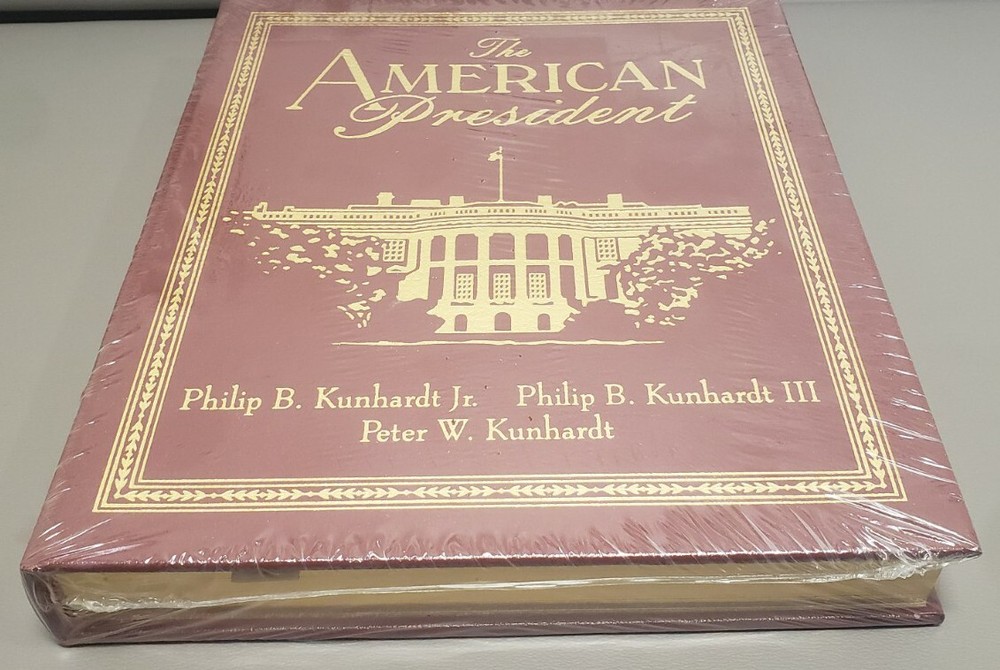 The
AMERICAN
President
Philip B. Kunhardt Jr. Philip B. Kunhardt III
Peter W. Kunhardt